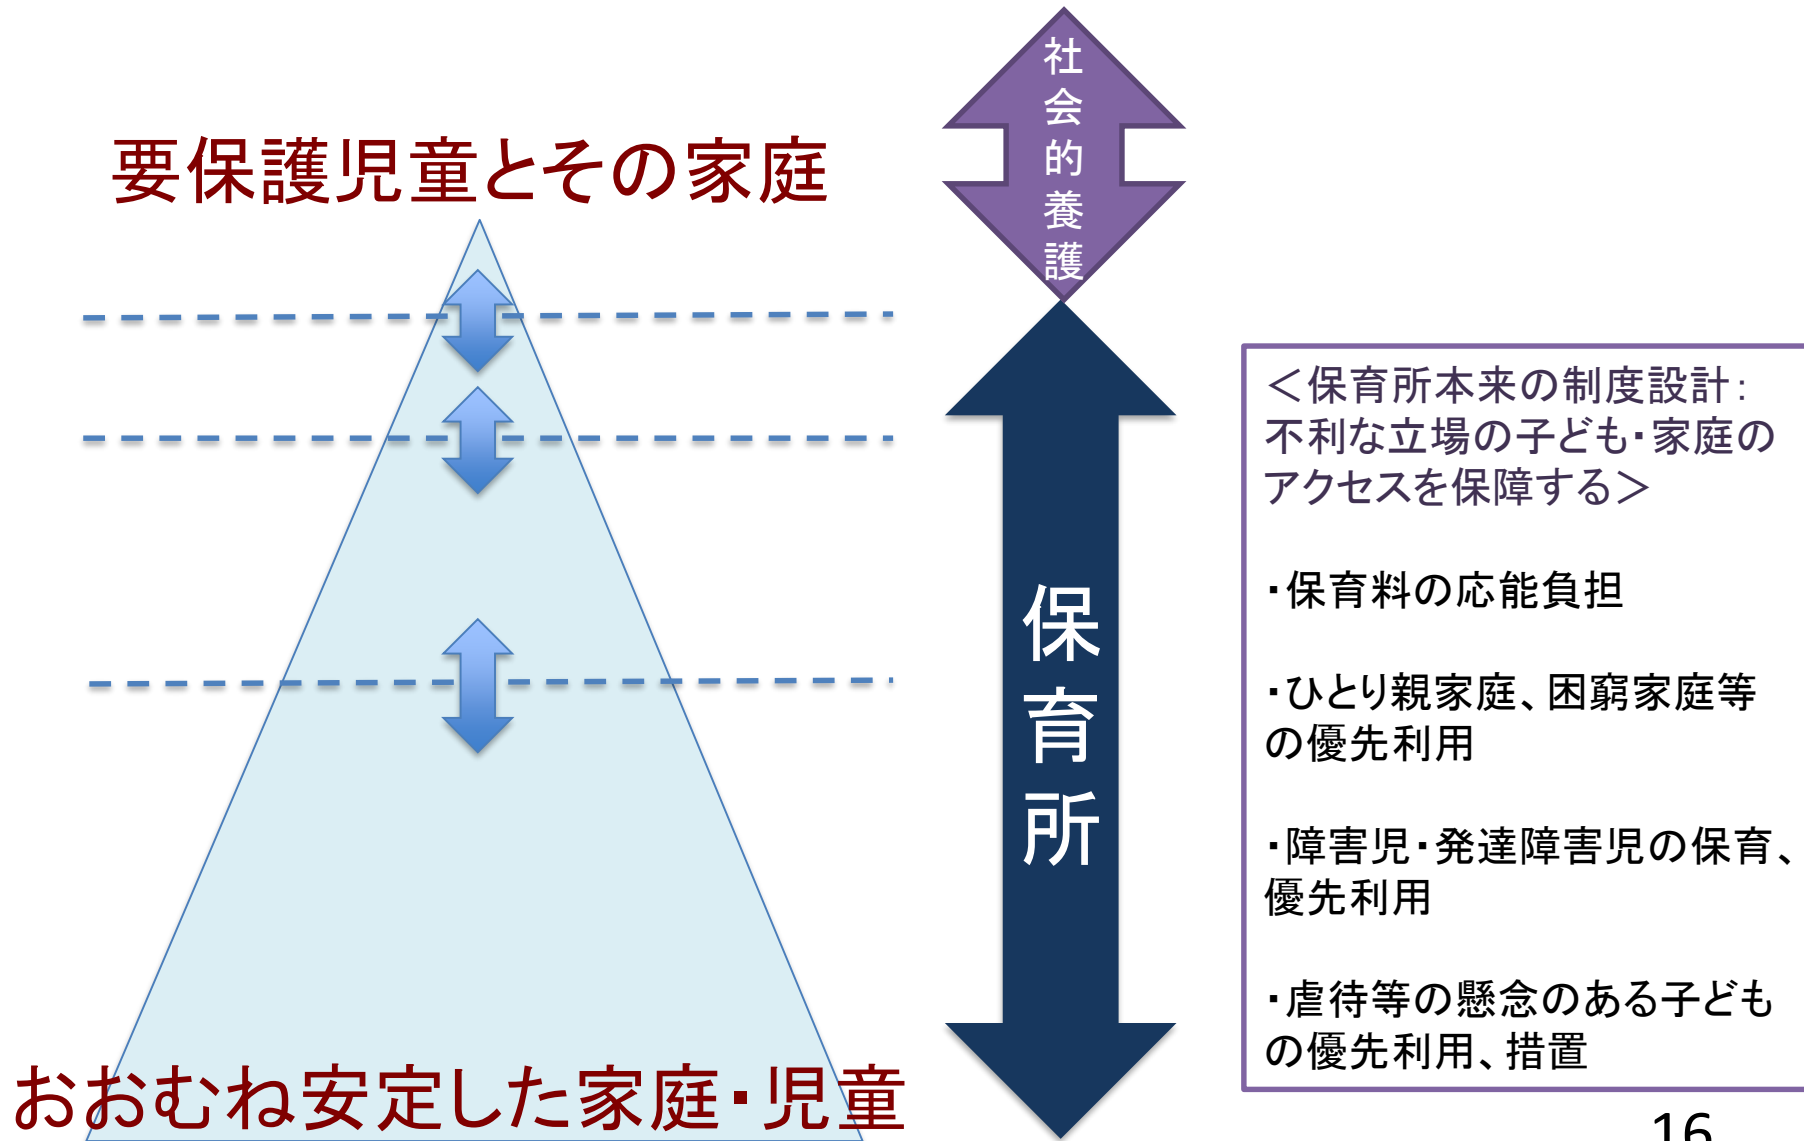 社会的養護
要保護児童とその家庭
保育所
＜保育所本来の制度設計：
不利な立場の子ども・家庭の
アクセスを保障する＞
・保育料の応能負担
・ひとり親家庭、困窮家庭等
の優先利用
・障害児・発達障害児の保育、
優先利用
・虐待等の懸念のある子ども
の優先利用、措置
おおむね安定した家庭・児童
16